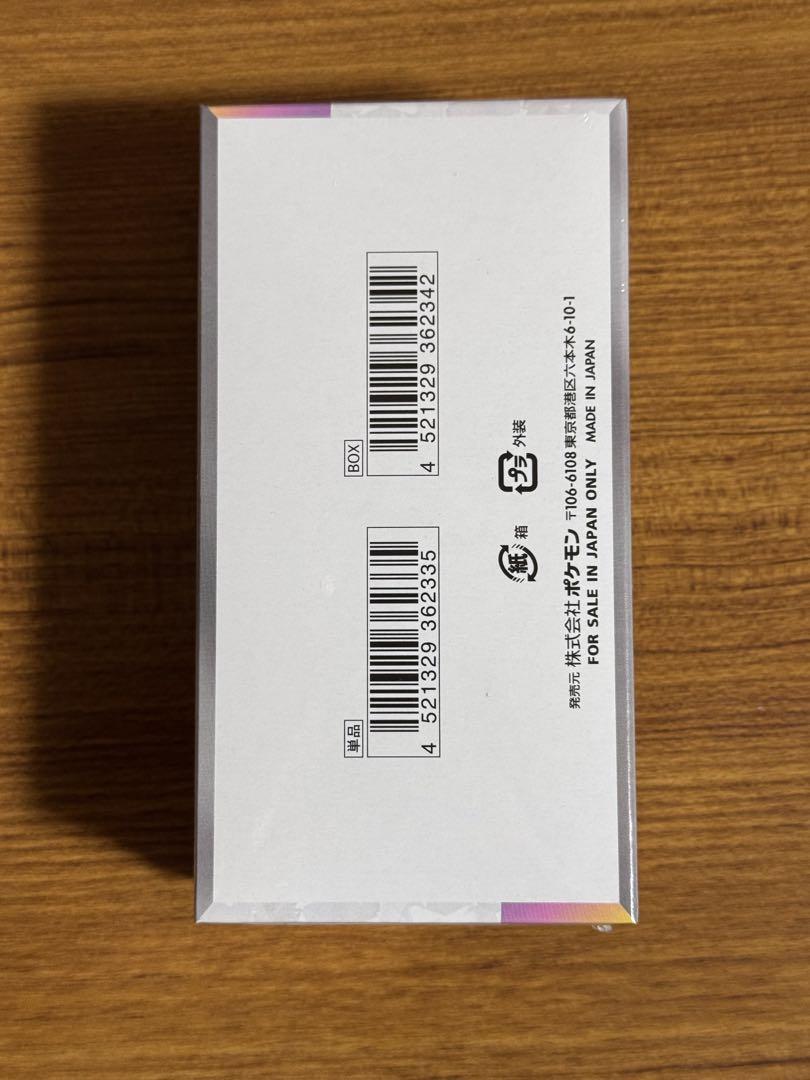 単品
4 521329 362335
BOX
4 521329 362342
紙 箱
プラ 外装
発売元 株式会社 ポケモン 〒106-6108 東京都港区六本木6-10-1
FOR SALE IN JAPAN ONLY MADE IN JAPAN